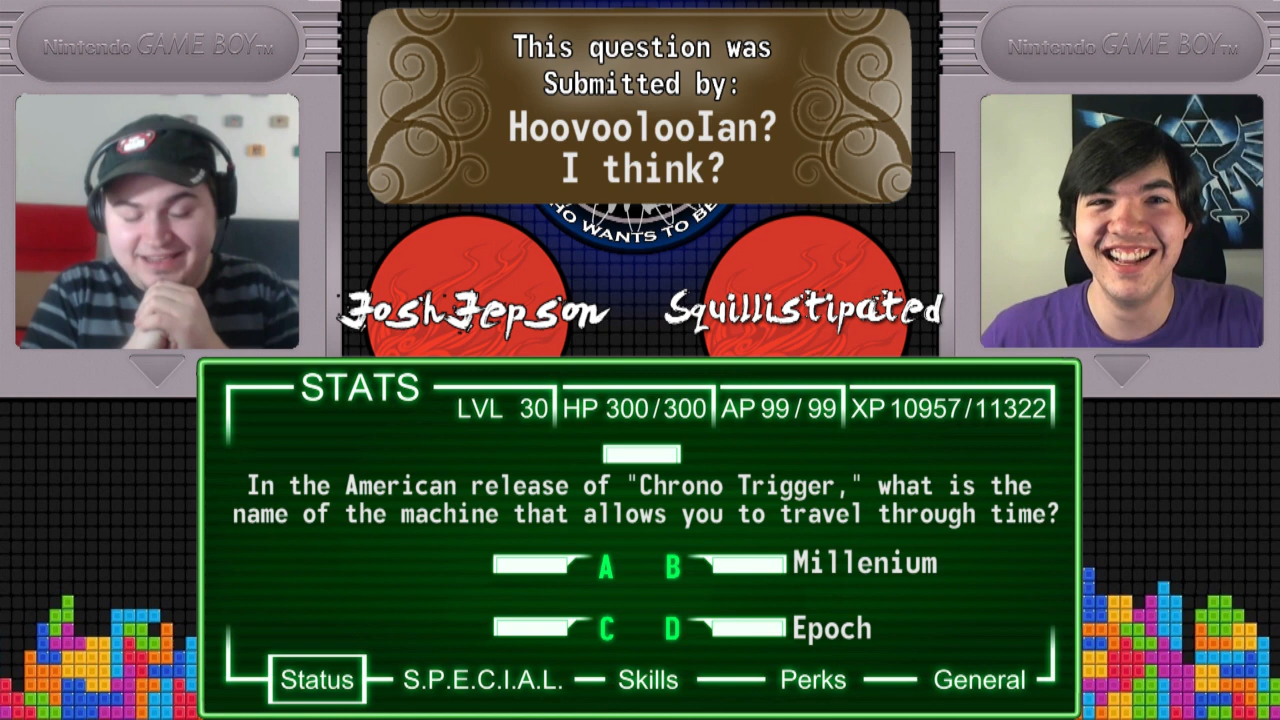 Nintendo GAME BOY™
This question was
Submitted by:
HoovoolooIan?
I think?
Nintendo GAME BOY™
WHO WANTS TO BE
JoshJepson
Squillistipated
STATS
LVL 30 HP 300/300 AP 99/99 XP 10957/11322
In the American release of "Chrono Trigger," what is the
name of the machine that allows you to travel through time?
A B Millenium
C D Epoch
Status S.P.E.C.I.A.L. Skills Perks General